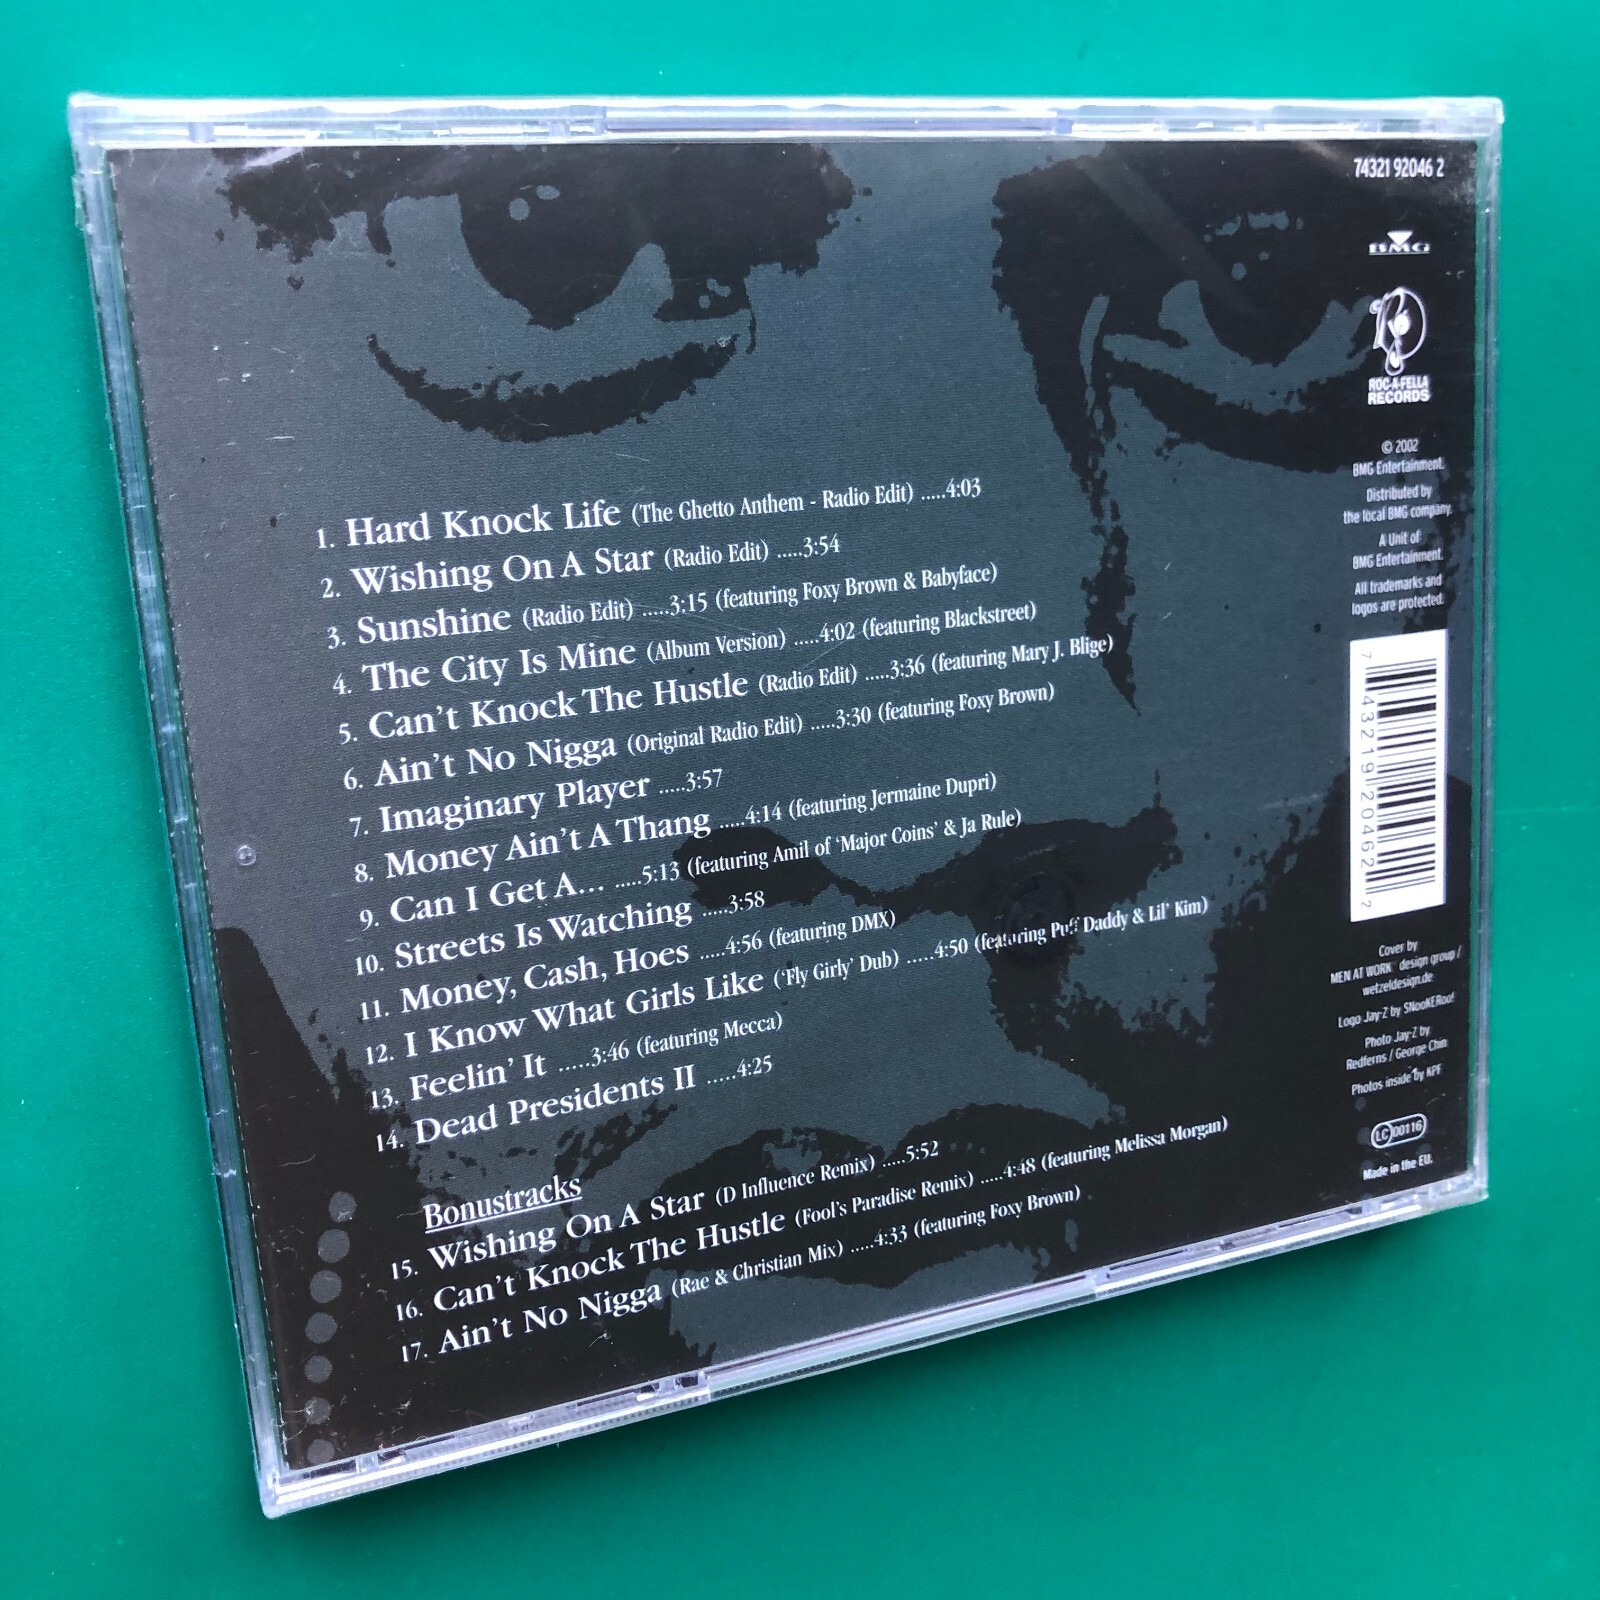 74321 92046 2
BMG
ROC-A-FELLA
RECORDS
© 2002
BMG Entertainment.
Distributed by
the local BMG company.
A Unit of
BMG Entertainment.
All trademarks and
logos are protected.
1. Hard Knock Life (The Ghetto Anthem - Radio Edit) .....4:03
2. Wishing On A Star (Radio Edit) .....3:54
3. Sunshine (Radio Edit) .....3:15 (featuring Foxy Brown & Babyface)
4. The City Is Mine (Album Version) .....4:02 (featuring Blackstreet)
5. Can't Knock The Hustle (Radio Edit) .....3:36 (featuring Mary J. Blige)
6. Ain't No Nigga (Original Radio Edit) .....3:30 (featuring Foxy Brown)
7. Imaginary Player .....3:57
8. Money Ain't A Thang .....4:14 (featuring Jermaine Dupri)
9. Can I Get A... .....5:13 (featuring Amil of 'Major Coins' & Ja Rule)
10. Streets Is Watching .....3:58
11. Money, Cash, Hoes .....4:56 (featuring DMX)
12. I Know What Girls Like ('Fly Girly' Dub) .....4:50 (featuring Puff Daddy & Lil' Kim)
13. Feelin' It .....3:46 (featuring Mecca)
14. Dead Presidents II .....4:25
Bonustracks
15. Wishing On A Star (D Influence Remix) .....5:52
16. Can't Knock The Hustle (Fool's Paradise Remix) .....4:48 (featuring Melissa Morgan)
17. Ain't No Nigga (Rae & Christian Mix) .....4:33 (featuring Foxy Brown)
7 43219 20462 2
Cover by
MEN AT WORK design group /
wetzeldesign.de
Logo Jay-Z by SNooKERoo!
Photo Jay-Z by
Redferns / George Chin
Photos inside by KPF
LC 00116
Made in the EU.